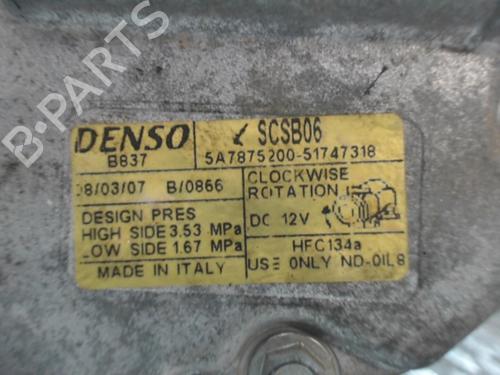 DENSO
SCSB06
B837
5A7875200-51747318
08/03/07 B/0866
CLOCKWISE
ROTATION
DESIGN PRES
DC 12V
HIGH SIDE 3.53 MPa
LOW SIDE 1.67 MPa
HFC134a
MADE IN ITALY
USE ONLY ND-OIL8
B-PARTS